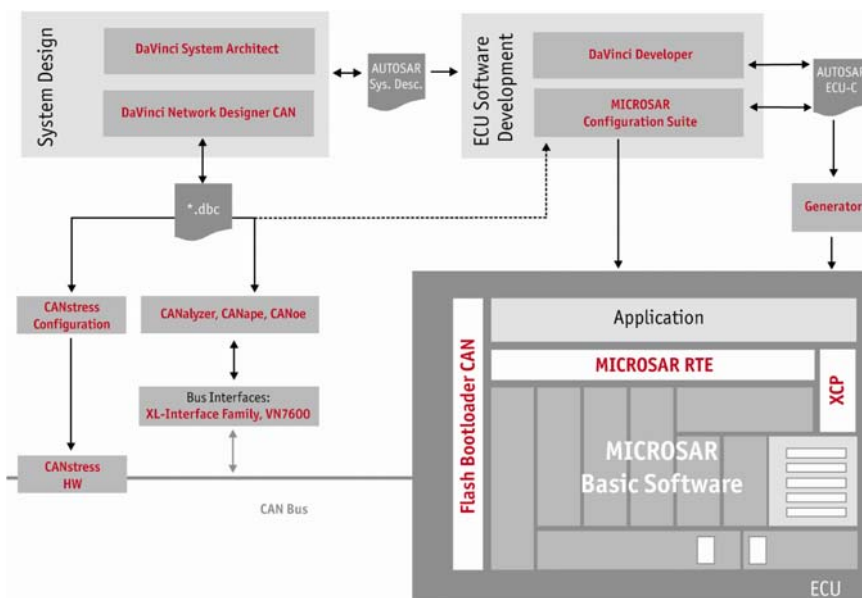 System Design
DaVinci System Architect
DaVinci Network Designer CAN
AUTOSAR
Sys. Desc.
ECU Software
Development
DaVinci Developer
MICROSAR
Configuration Suite
AUTOSAR
ECU-C
*.dbc
Generator
CANstress
Configuration
CANalyzer, CANape, CANoe
Bus Interfaces:
XL-Interface Family, VN7600
CANstress
HW
CAN Bus
Flash Bootloader CAN
Application
MICROSAR RTE
XCP
MICROSAR
Basic Software
ECU